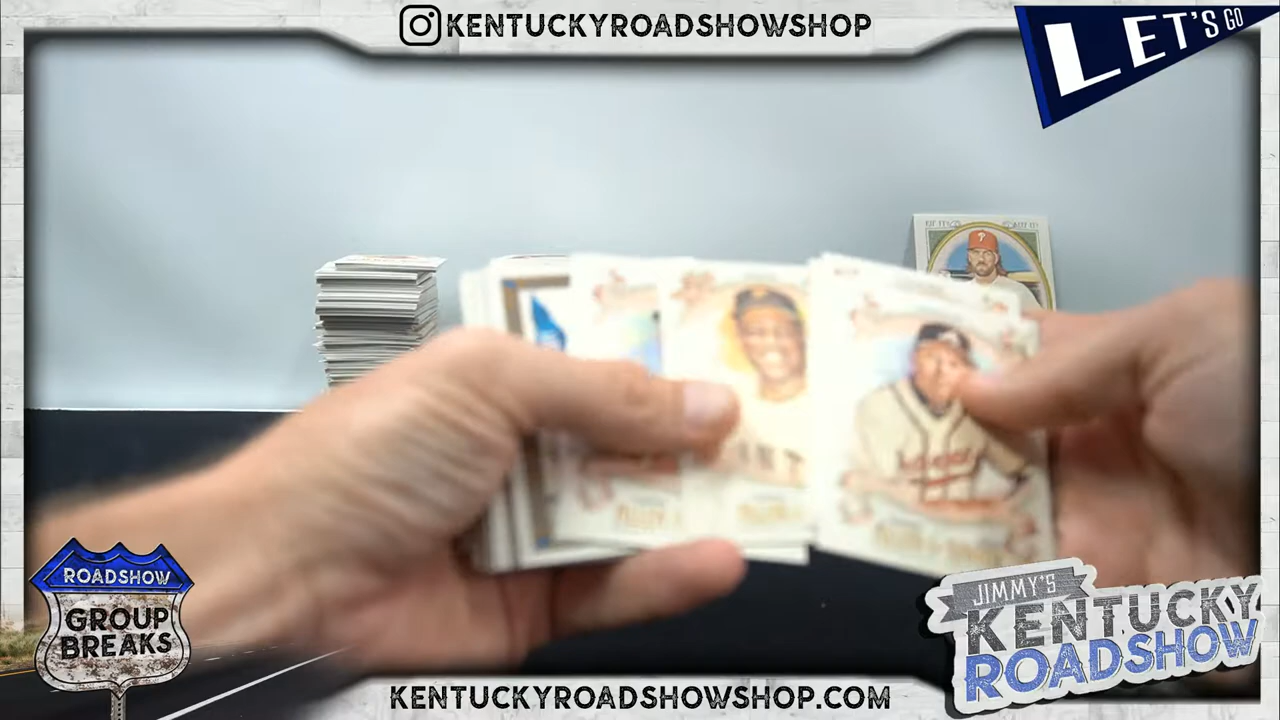 KENTUCKYROADSHOWSHOP
LET'S GO
ROADSHOW
GROUP
BREAKS
JIMMY'S
KENTUCKY
ROADSHOW
KENTUCKYROADSHOWSHOP.COM